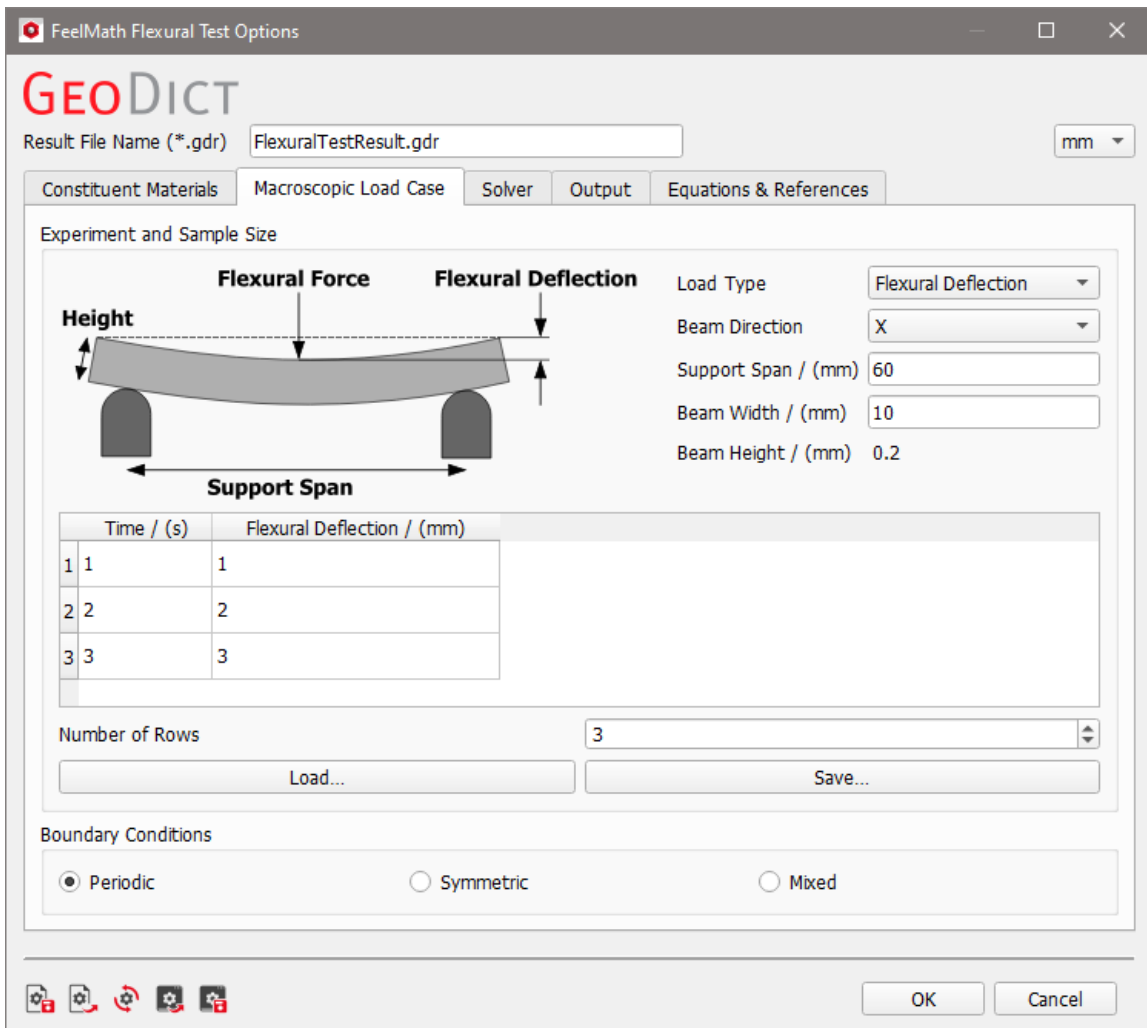 FeelMath Flexural Test Options
GEODICT
Result File Name (*.gdr) FlexuralTestResult.gdr mm
Constituent Materials Macroscopic Load Case Solver Output Equations & References
Experiment and Sample Size
Flexural Force Flexural Deflection
Height
Support Span
Load Type Flexural Deflection
Beam Direction X
Support Span / (mm) 60
Beam Width / (mm) 10
Beam Height / (mm) 0.2
Time / (s) Flexural Deflection / (mm)
1 1 1
2 2 2
3 3 3
Number of Rows 3
Load... Save...
Boundary Conditions
Periodic Symmetric Mixed
OK Cancel